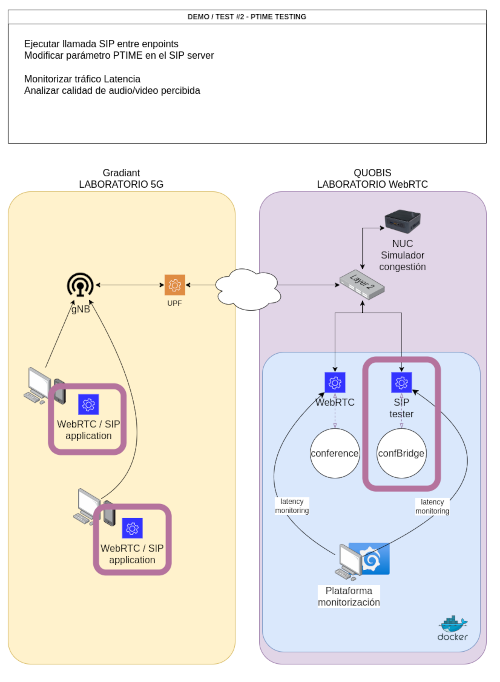 DEMO / TEST #2 - PTIME TESTING
Ejecutar llamada SIP entre enpoints
Modificar parámetro PTIME en el SIP server
Monitorizar tráfico Latencia
Analizar calidad de audio/video percibida
Gradiant
LABORATORIO 5G
QUOBIS
LABORATORIO WebRTC
NUC
Simulador
congestión
Layer 2
gNB
UPF
WebRTC
SIP
tester
WebRTC / SIP
application
conference
confBridge
latency
monitoring
latency
monitoring
WebRTC / SIP
application
Plataforma
monitorización
docker